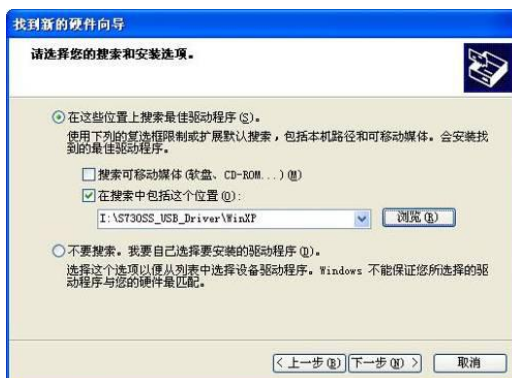 找到新的硬件向导
请选择您的搜索和安装选项。
在这些位置上搜索最佳驱动程序(S)。
使用下列的复选框限制或扩展默认搜索，包括本机路径和可移动媒体。会安装找
到的最佳驱动程序。
搜索可移动媒体(软盘、CD-ROM...)(M)
在搜索中包括这个位置(O):
I:\S730SS_USB_Driver\WinXP
浏览(R)
不要搜索。我要自己选择要安装的驱动程序(D)。
选择这个选项以便从列表中选择设备驱动程序。Windows 不能保证您所选择的驱
动程序与您的硬件最匹配。
< 上一步(B) 下一步(N) > 取消